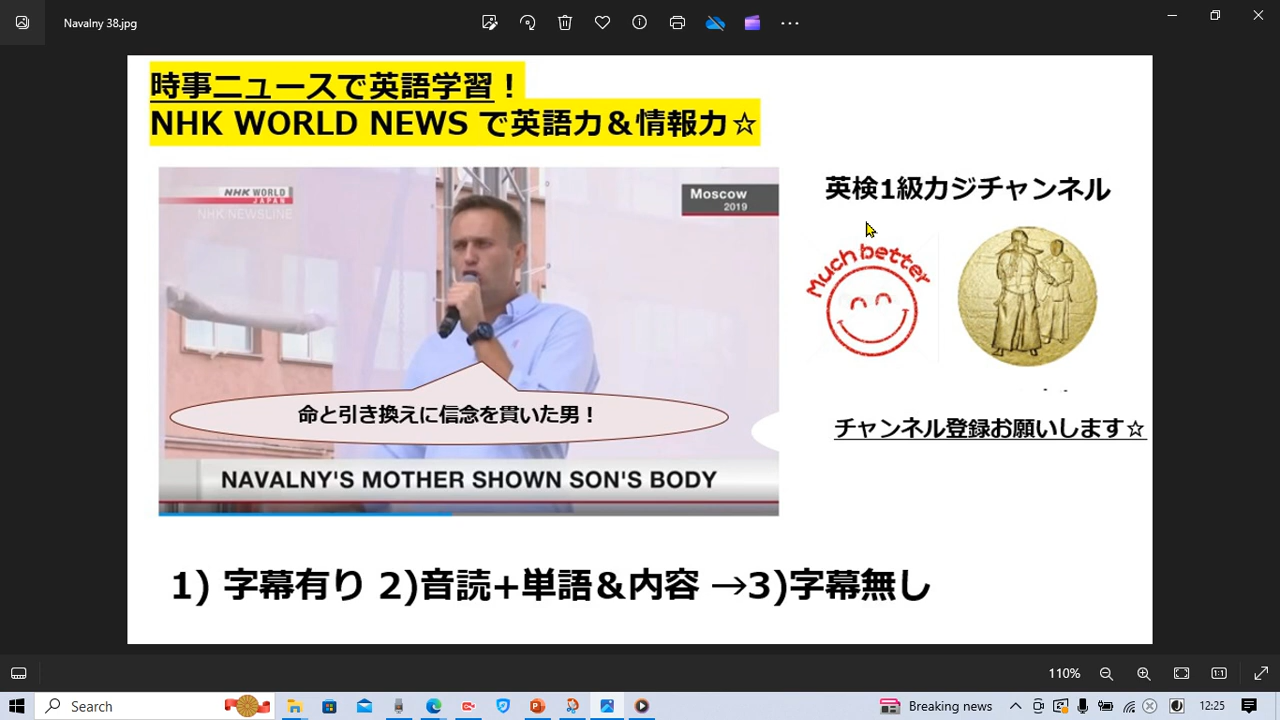 Navalny 38.jpg
時事ニュースで英語学習！
NHK WORLD NEWS で英語力＆情報力☆
NHK WORLD
JAPAN
NHK NEWSLINE
Moscow
2019
英検1級カジチャンネル
Much better
命と引き換えに信念を貫いた男！
チャンネル登録お願いします☆
NAVALNY'S MOTHER SHOWN SON'S BODY
1) 字幕有り 2)音読+単語＆内容 →3)字幕無し
110%
Search
Breaking news
12:25